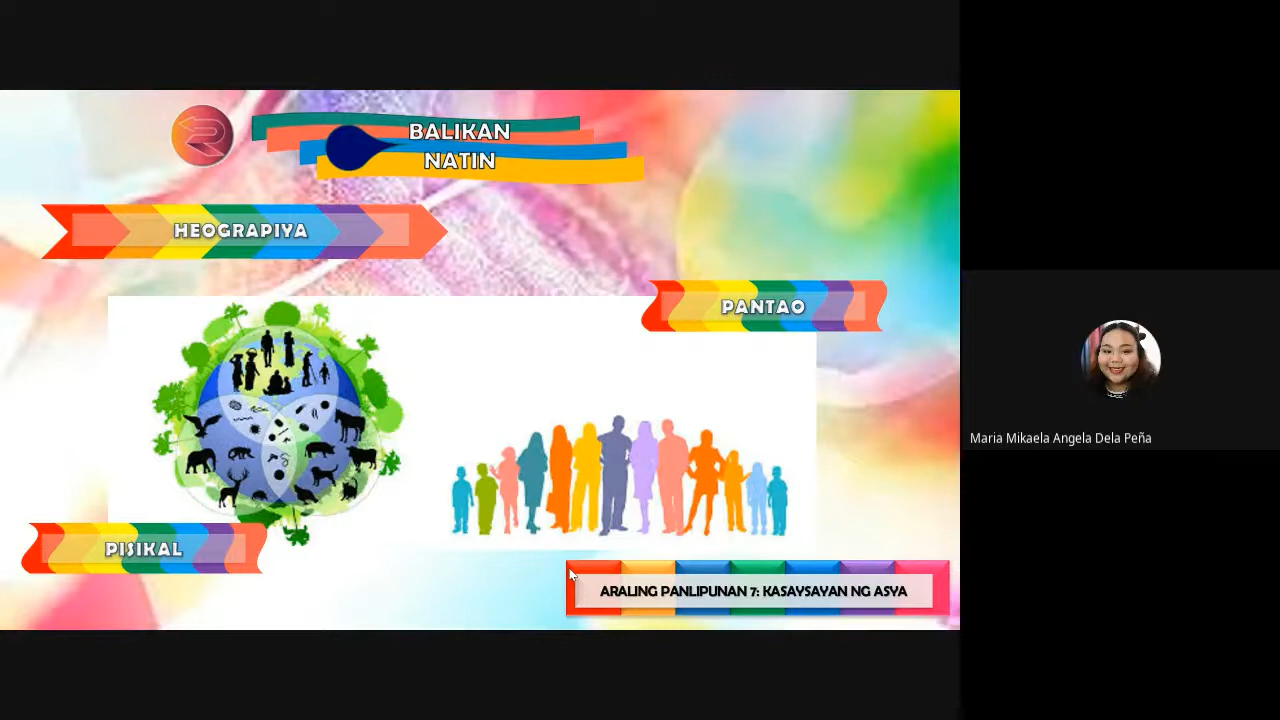 BALIKAN
NATIN
HEOGRAPIYA
PANTAO
PISIKAL
ARALING PANLIPUNAN 7: KASAYSAYAN NG ASYA
Maria Mikaela Angela Dela Peña